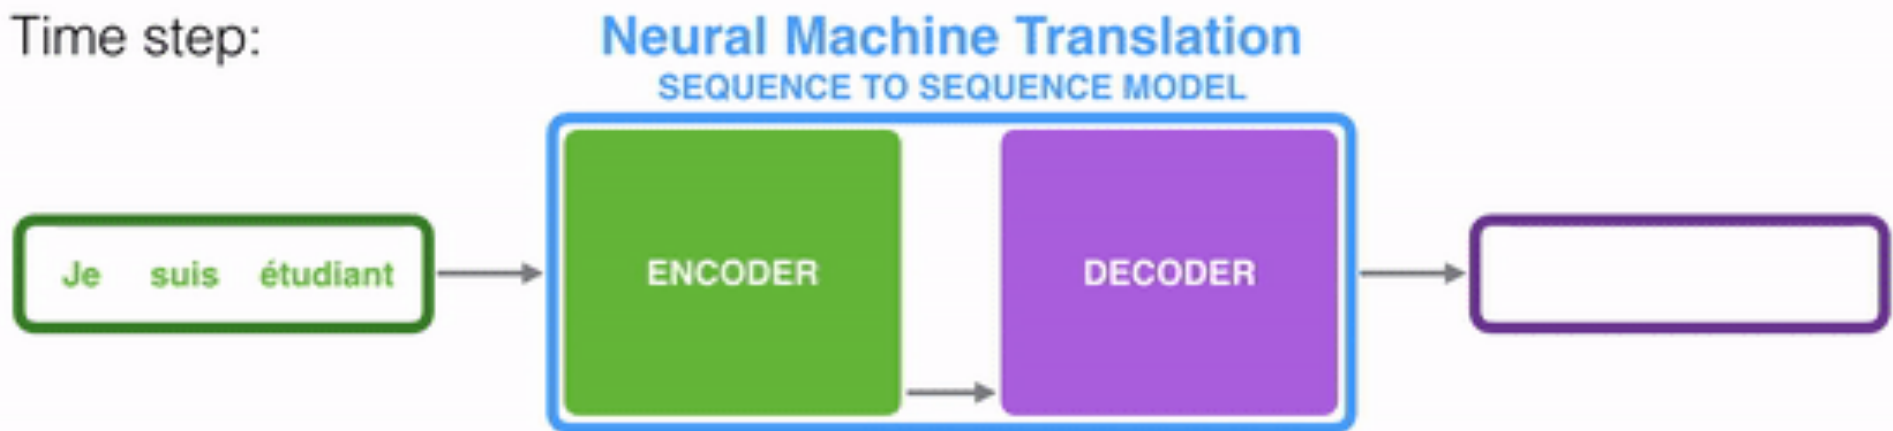 Time step:
Neural Machine Translation
SEQUENCE TO SEQUENCE MODEL
Je suis étudiant
ENCODER
DECODER